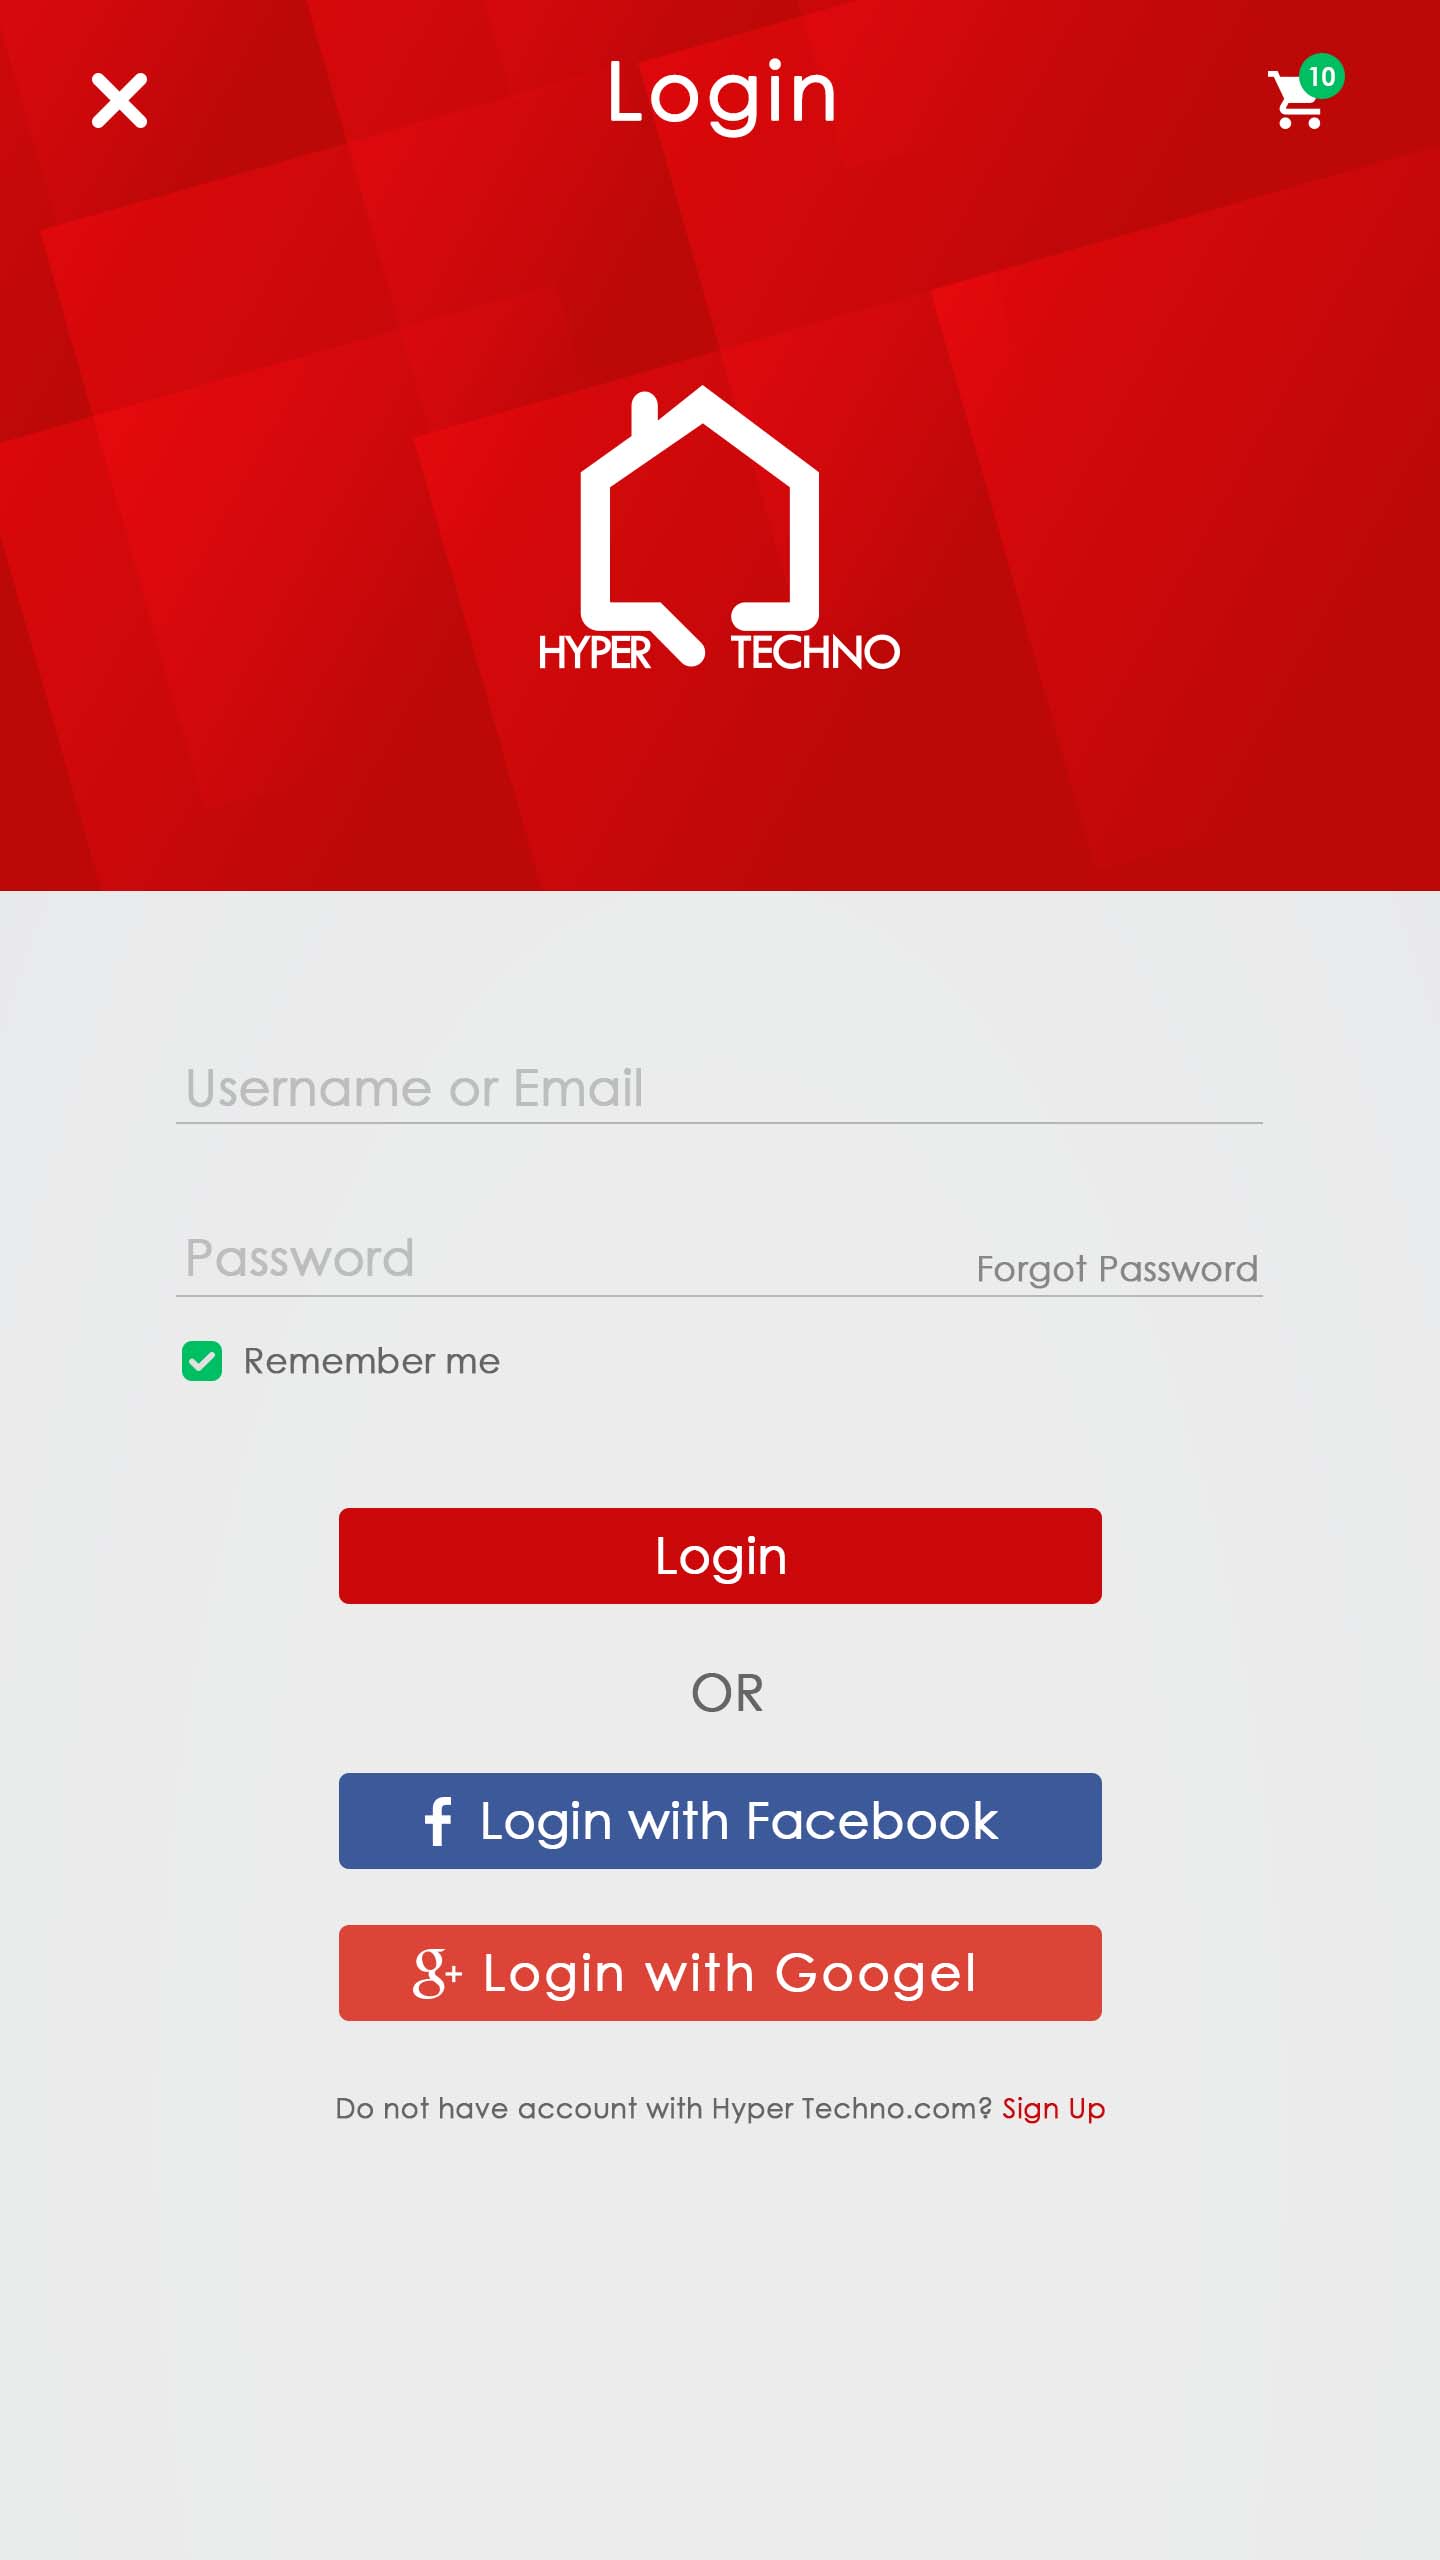 Login
10
HYPER TECHNO
Username or Email
Password
Forgot Password
Remember me
Login
OR
f Login with Facebook
g+ Login with Googel
Do not have account with Hyper Techno.com? Sign Up